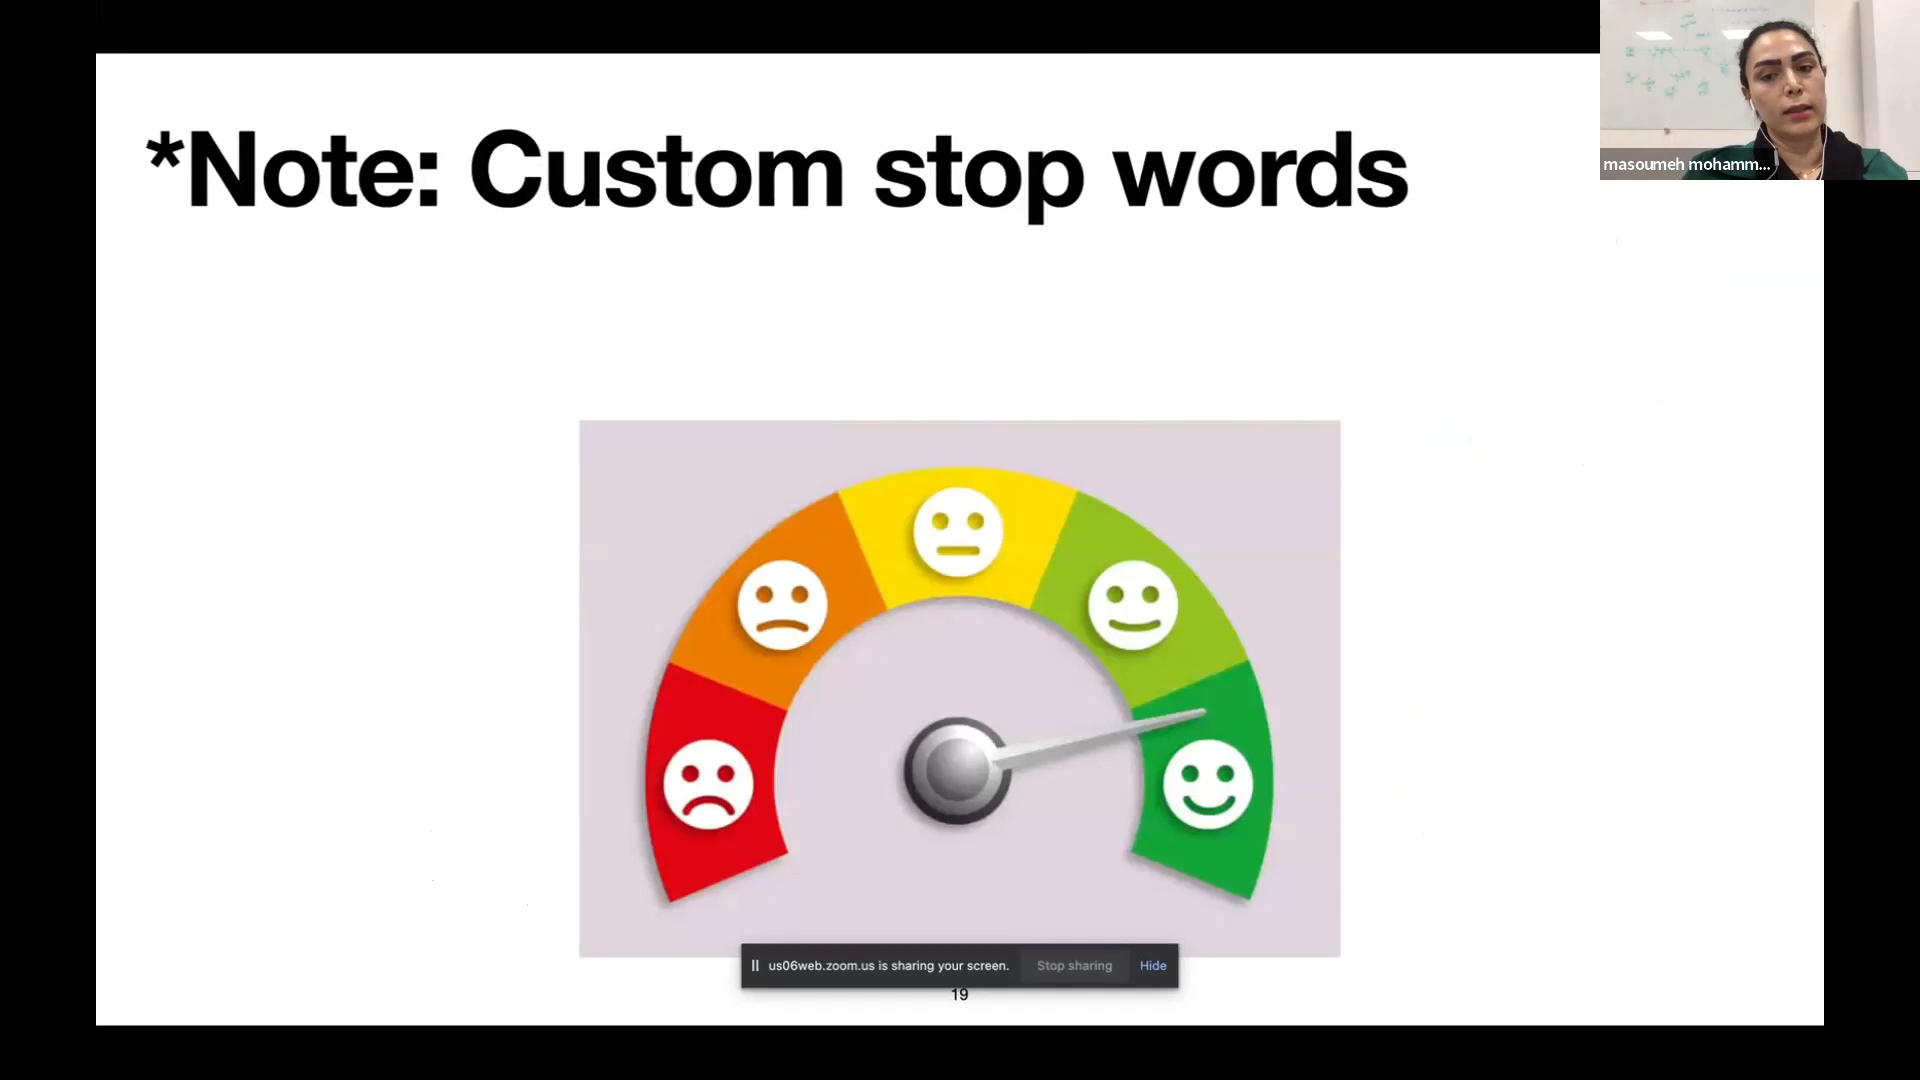 *Note: Custom stop words
masoumeh mohamm...
us06web.zoom.us is sharing your screen. Stop sharing Hide
19